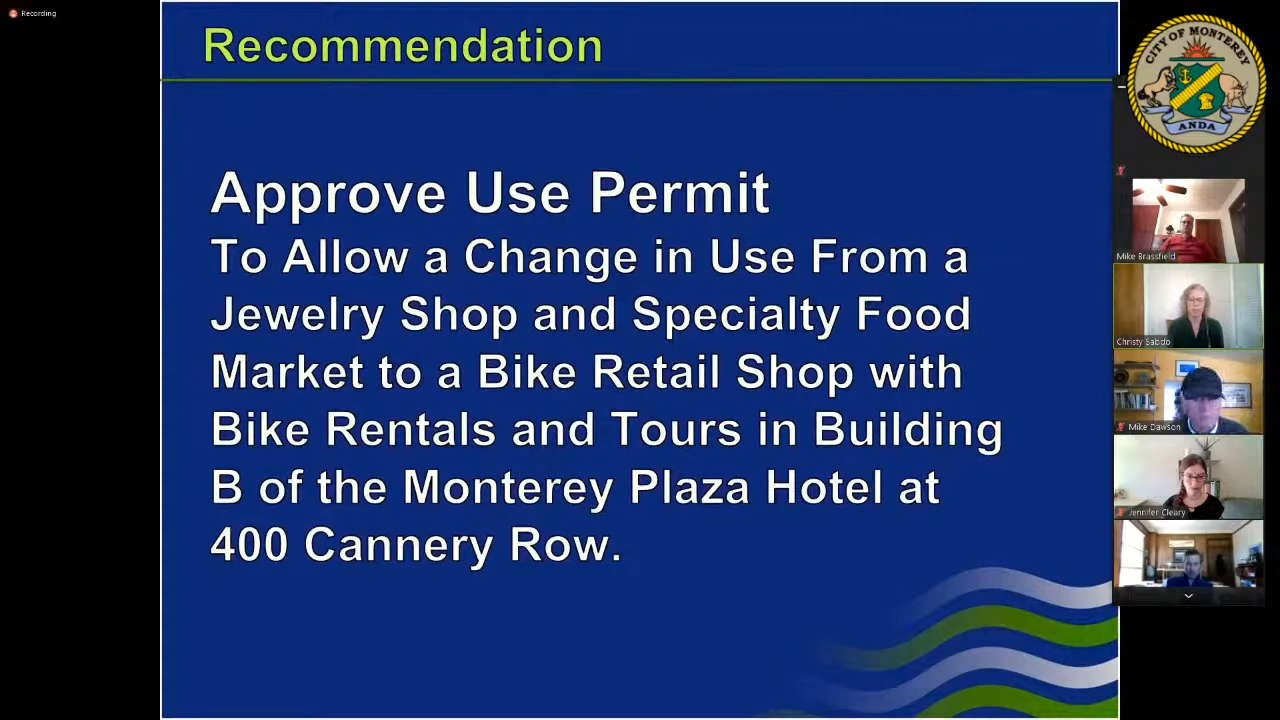 Recording
Recommendation
Approve Use Permit
To Allow a Change in Use From a
Jewelry Shop and Specialty Food
Market to a Bike Retail Shop with
Bike Rentals and Tours in Building
B of the Monterey Plaza Hotel at
400 Cannery Row.
CITY OF MONTEREY
ANDA
Mike Brassfield
Christy Sabdo
Mike Dawson
Jennifer Cleary